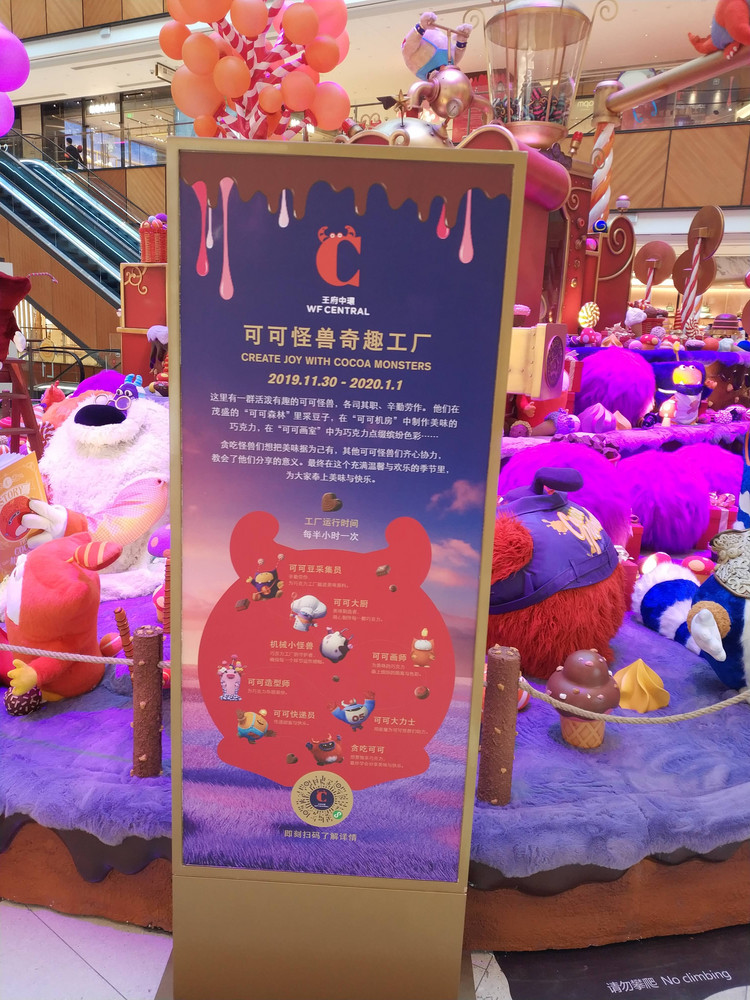 王府中環
WF CENTRAL
可可怪兽奇趣工厂
CREATE JOY WITH COCOA MONSTERS
2019.11.30 - 2020.1.1
这里有一群活泼有趣的可可怪兽，各司其职、辛勤劳作。他们在
茂盛的“可可森林”里采豆子，在“可可机房”中制作美味的
巧克力，在“可可画室”中为巧克力点缀缤纷色彩……
贪吃怪兽们想把美味据为己有，其他可可怪兽们齐心协力，
教会了他们分享的意义。最终在这个充满温馨与欢乐的季节里，
为大家奉上美味与快乐。
工厂运行时间
每半小时一次
可可豆采集员
可可大厨
机械小怪兽
可可画师
可可造型师
可可快递员
可可大力士
贪吃可可
即刻扫码了解详情
请勿攀爬 No climbing